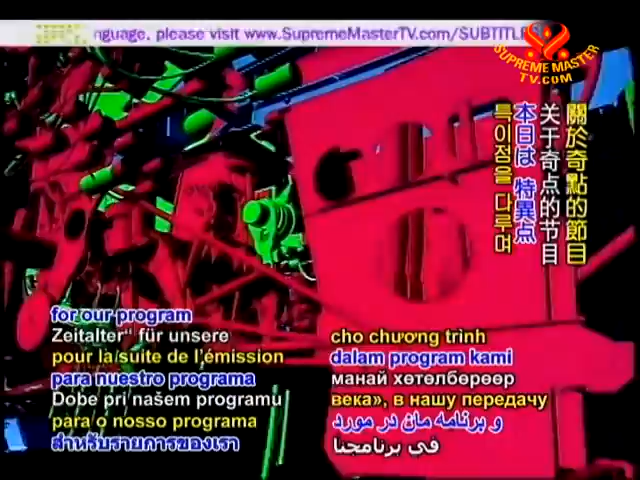 nguage, please visit www.SupremeMasterTV.com/SUBTITLE
SUPREME MASTER
TV.COM
關於奇點的節目
关于奇点的节目
本日は 特異点
특이점을 다루며
for our program
Zeitalter" für unsere
pour la suite de l'émission
para nuestro programa
Dobe pri našem programu
para o nosso programa
สำหรับรายการของเรา
cho chương trình
dalam program kami
манай хөтөлбөрөөр
века», в нашу передачу
و برنامه مان در مورد
في برنامجنا